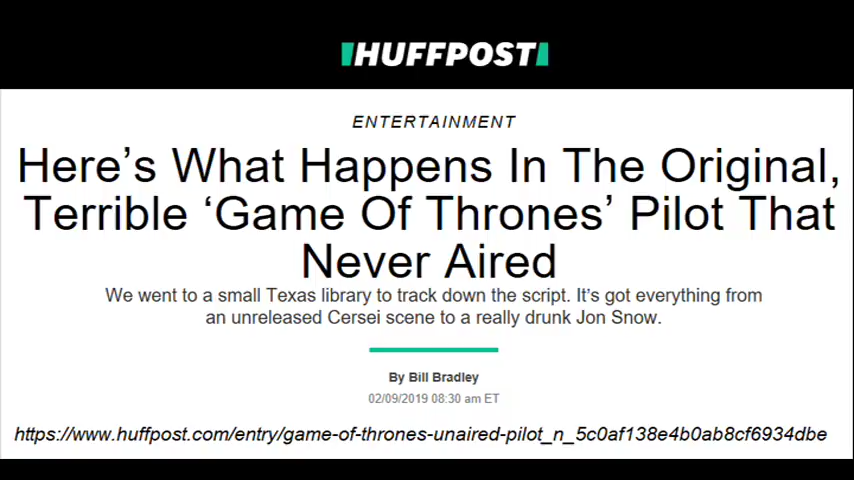 HUFFPOST
ENTERTAINMENT
Here’s What Happens In The Original,
Terrible ‘Game Of Thrones’ Pilot That
Never Aired
We went to a small Texas library to track down the script. It’s got everything from
an unreleased Cersei scene to a really drunk Jon Snow.
By Bill Bradley
02/09/2019 08:30 am ET
https://www.huffpost.com/entry/game-of-thrones-unaired-pilot_n_5c0af138e4b0ab8cf6934dbe